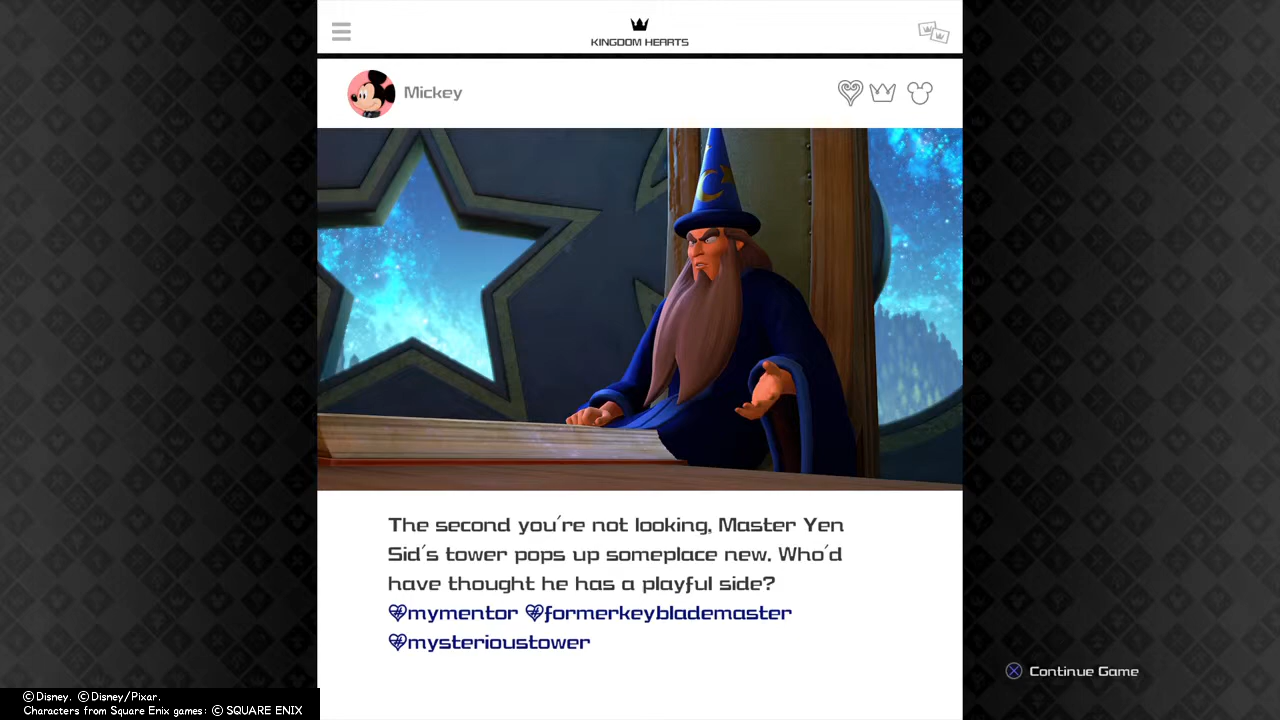 KINGDOM HEARTS
Mickey
The second you're not looking, Master Yen
Sid's tower pops up someplace new. Who'd
have thought he has a playful side?
#mymentor #formerkeyblademaster
#mysterioustower
Continue Game
©Disney. ©Disney/Pixar.
Characters from Square Enix games: © SQUARE ENIX